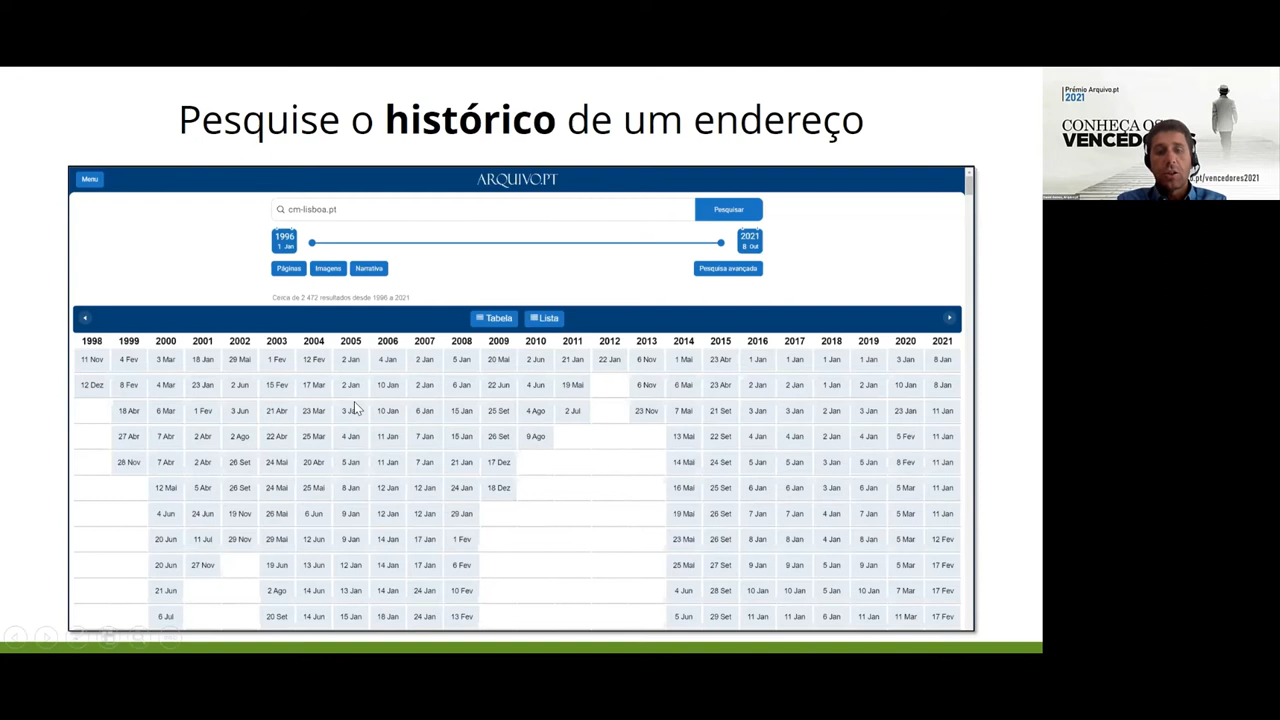 Pesquise o histórico de um endereço
Menu
ARQUIVO.PT
cm-lisboa.pt
Pesquisar
1996
1 Jan
2021
8 Out
Páginas Imagens Narrativa
Pesquisa avançada
Cerca de 2 472 resultados desde 1996 a 2021
Tabela Lista
1998 1999 2000 2001 2002 2003 2004 2005 2006 2007 2008 2009 2010 2011 2012 2013 2014 2015 2016 2017 2018 2019 2020 2021
11 Nov 4 Fev 3 Mar 18 Jan 29 Mai 1 Fev 12 Fev 2 Jan 4 Jan 2 Jan 5 Jan 20 Mai 2 Jun 21 Jan 22 Jan 6 Nov 1 Mai 23 Abr 1 Jan 1 Jan 1 Jan 1 Jan 3 Jan 8 Jan
12 Dez 8 Fev 4 Mar 23 Jan 2 Jun 15 Fev 17 Mar 2 Jan 10 Jan 2 Jan 6 Jan 22 Jun 4 Jun 19 Mai 6 Nov 6 Mai 23 Abr 2 Jan 2 Jan 1 Jan 2 Jan 10 Jan 8 Jan
18 Abr 6 Mar 1 Fev 3 Jun 21 Abr 23 Mar 3 10 Jan 6 Jan 15 Jan 25 Set 4 Ago 2 Jul 23 Nov 7 Mai 21 Set 3 Jan 3 Jan 2 Jan 3 Jan 23 Jan 11 Jan
27 Abr 7 Abr 2 Abr 2 Ago 22 Abr 25 Mar 4 Jan 11 Jan 7 Jan 15 Jan 26 Set 9 Ago 13 Mai 22 Set 4 Jan 4 Jan 2 Jan 4 Jan 5 Fev 11 Jan
28 Nov 7 Abr 2 Abr 26 Set 24 Mai 20 Abr 5 Jan 11 Jan 7 Jan 21 Jan 17 Dez 14 Mai 24 Set 5 Jan 5 Jan 3 Jan 5 Jan 8 Fev 11 Jan
12 Mai 5 Abr 26 Set 24 Mai 25 Mai 8 Jan 12 Jan 12 Jan 24 Jan 18 Dez 16 Mai 25 Set 6 Jan 6 Jan 3 Jan 6 Jan 9 Mar 11 Jan
4 Jun 24 Jun 19 Nov 26 Mai 6 Jun 9 Jan 12 Jan 12 Jan 29 Jan 19 Mai 26 Set 7 Jan 7 Jan 4 Jan 7 Jan 5 Mar 11 Jan
20 Jun 11 Jul 29 Nov 29 Mai 12 Jun 9 Jan 14 Jan 17 Jan 1 Fev 23 Mai 26 Set 8 Jan 8 Jan 4 Jan 8 Jan 5 Mar 12 Fev
20 Jun 27 Nov 19 Jun 13 Jun 12 Jan 14 Jan 17 Jan 6 Fev 25 Mai 27 Set 9 Jan 9 Jan 5 Jan 9 Jan 5 Mar 17 Fev
21 Jun 2 Ago 14 Jun 13 Jan 14 Jan 24 Jan 10 Fev 4 Jun 28 Set 10 Jan 10 Jan 5 Jan 10 Jan 7 Mar 17 Fev
6 Jul 20 Set 14 Jun 15 Jan 18 Jan 24 Jan 13 Fev 5 Jun 29 Set 11 Jan 11 Jan 6 Jan 11 Jan 11 Mar 17 Fev
Prémio Arquivo.pt
2021
CONHEÇA OS
.pt/vencedores2021